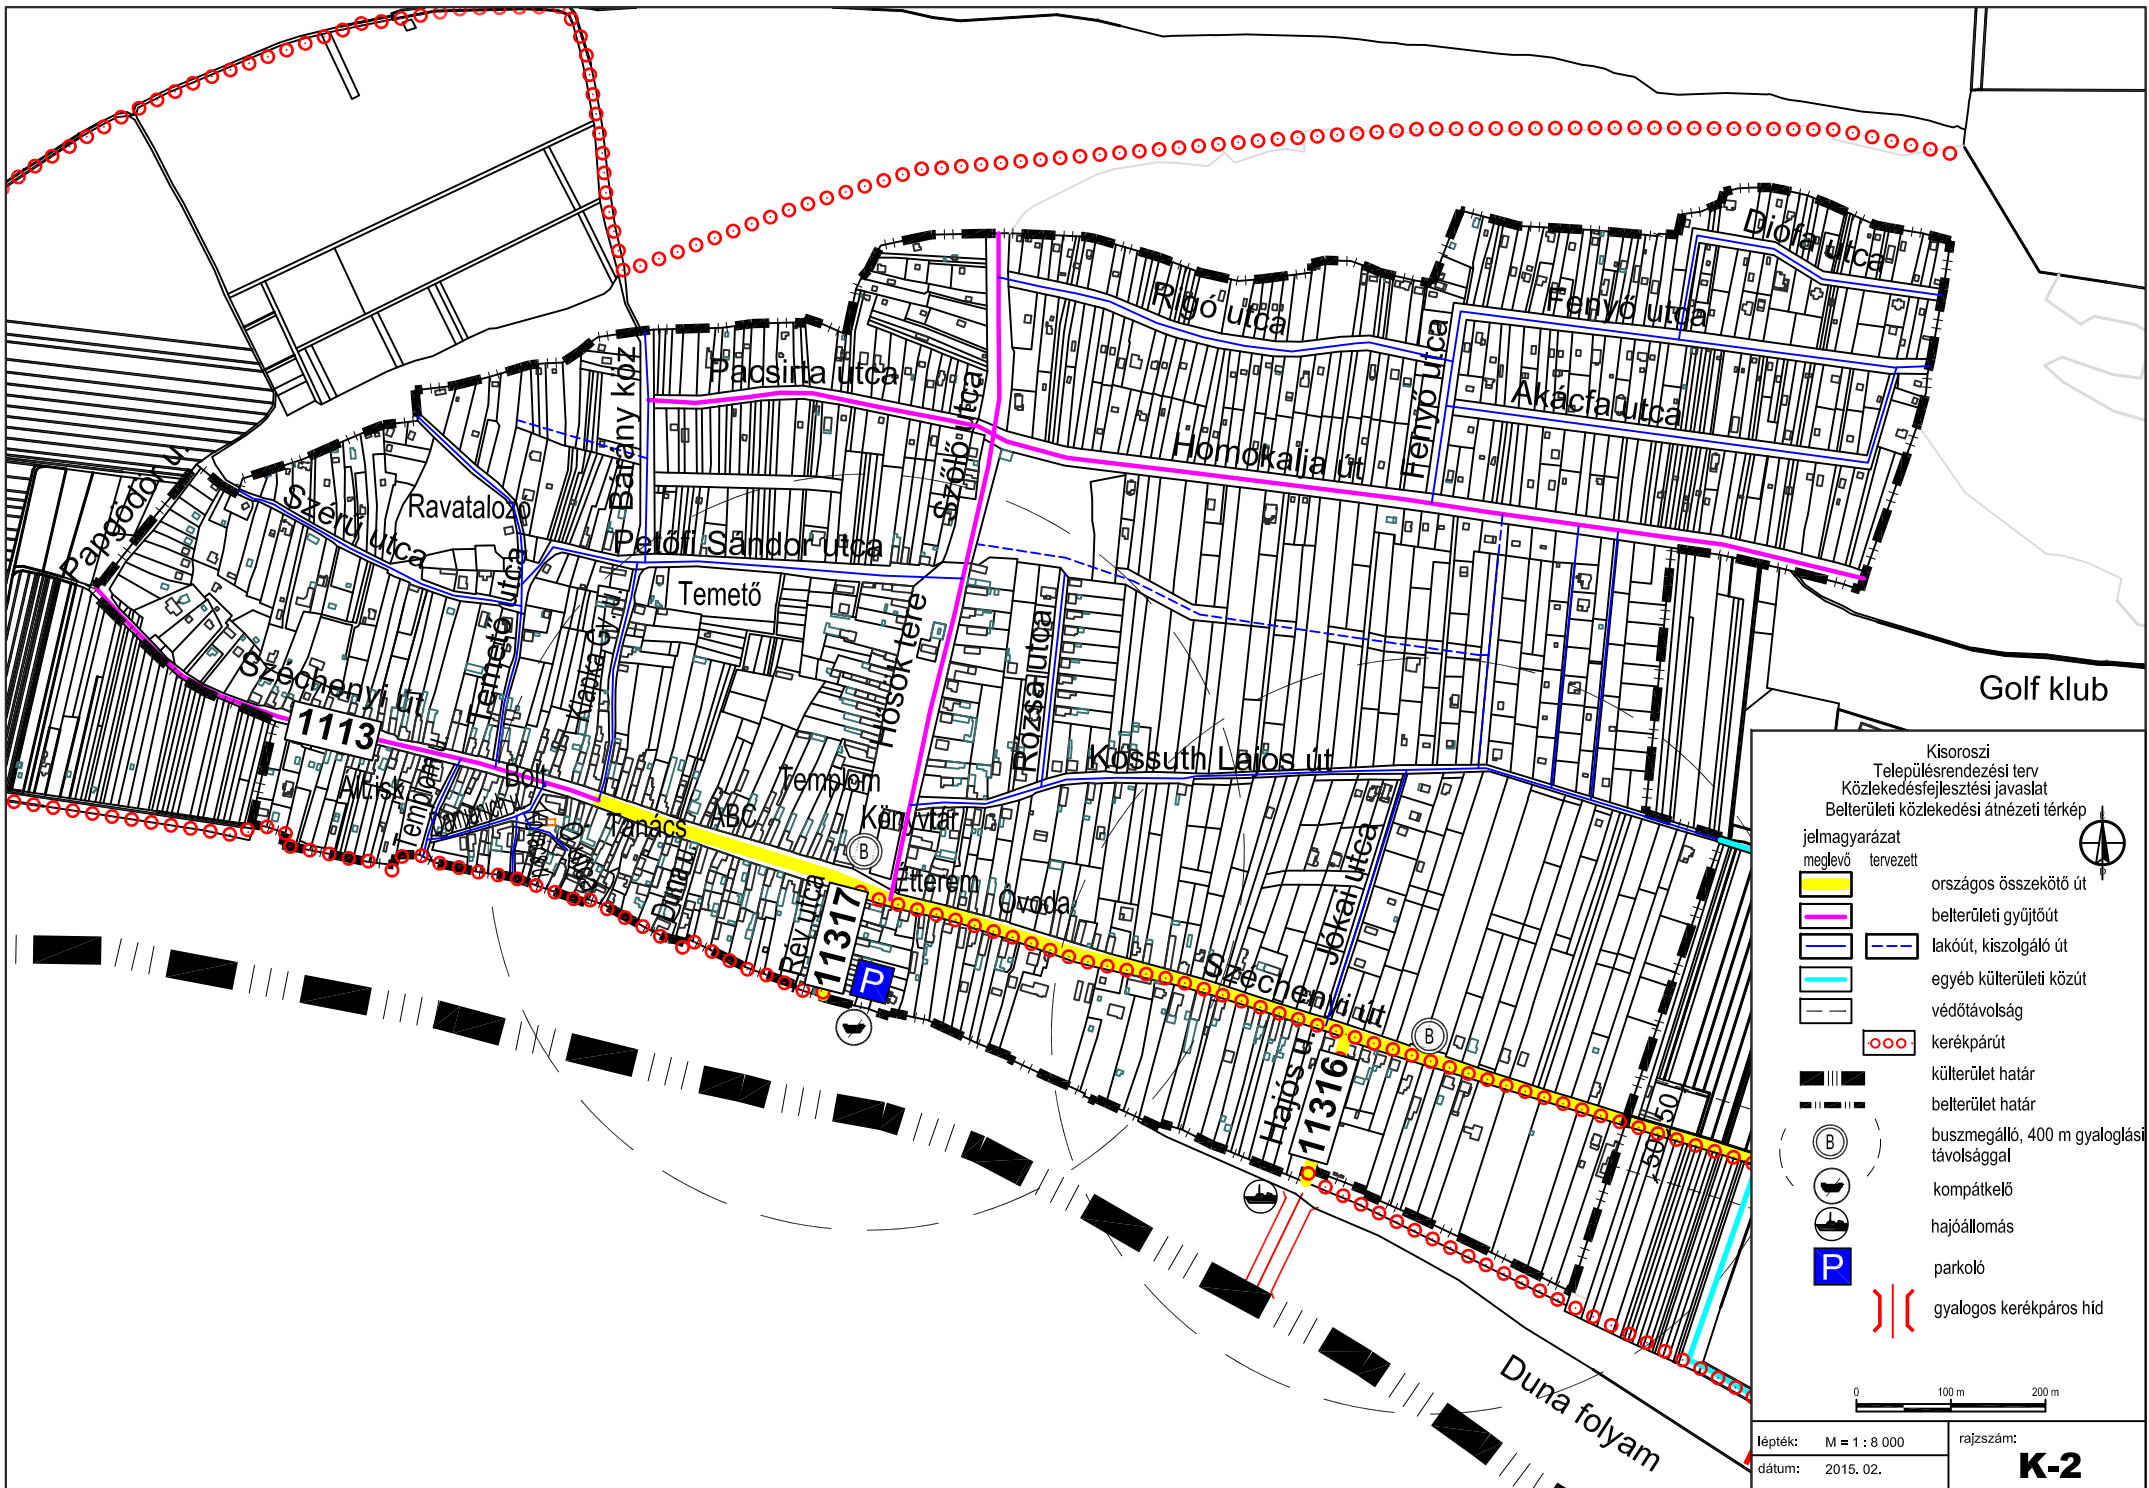 Diófa utca
Rigó utca
Fenyő utca
Pacsirta utca
Bárány köz
Szőlő utca
Fenyő utca
Akácfa utca
Homokalja út
Papgödör u.
Szérű utca
Ravatalozó
Petőfi Sándor utca
Temető utca
Klapka Gy. u.
Temető
Hősök tere
Rózsa utca
Széchenyi út
1113
Golf klub
Kossuth Lajos út
Ált.isk.
Templom u.
Bolt
Tanács
ABC
Templom
Könyvtár
Duna u.
Rév utca
11317
P
B
Étterem
Óvoda
Jókai utca
Széchenyi út
B
Hajós u.
11316
50
50
Duna folyam
Kisoroszi
Településrendezési terv
Közlekedésfejlesztési javaslat
Belterületi közlekedési átnézeti térkép
jelmagyarázat
meglevő tervezett
országos összekötő út
belterületi gyűjtőút
lakóút, kiszolgáló út
egyéb külterületi közút
védőtávolság
kerékpárút
külterület határ
belterület határ
B buszmegálló, 400 m gyaloglási
távolsággal
kompátkelő
hajóállomás
P parkoló
gyalogos kerékpáros híd
0 100 m 200 m
lépték: M = 1 : 8 000
rajzszám:
K-2
dátum: 2015. 02.